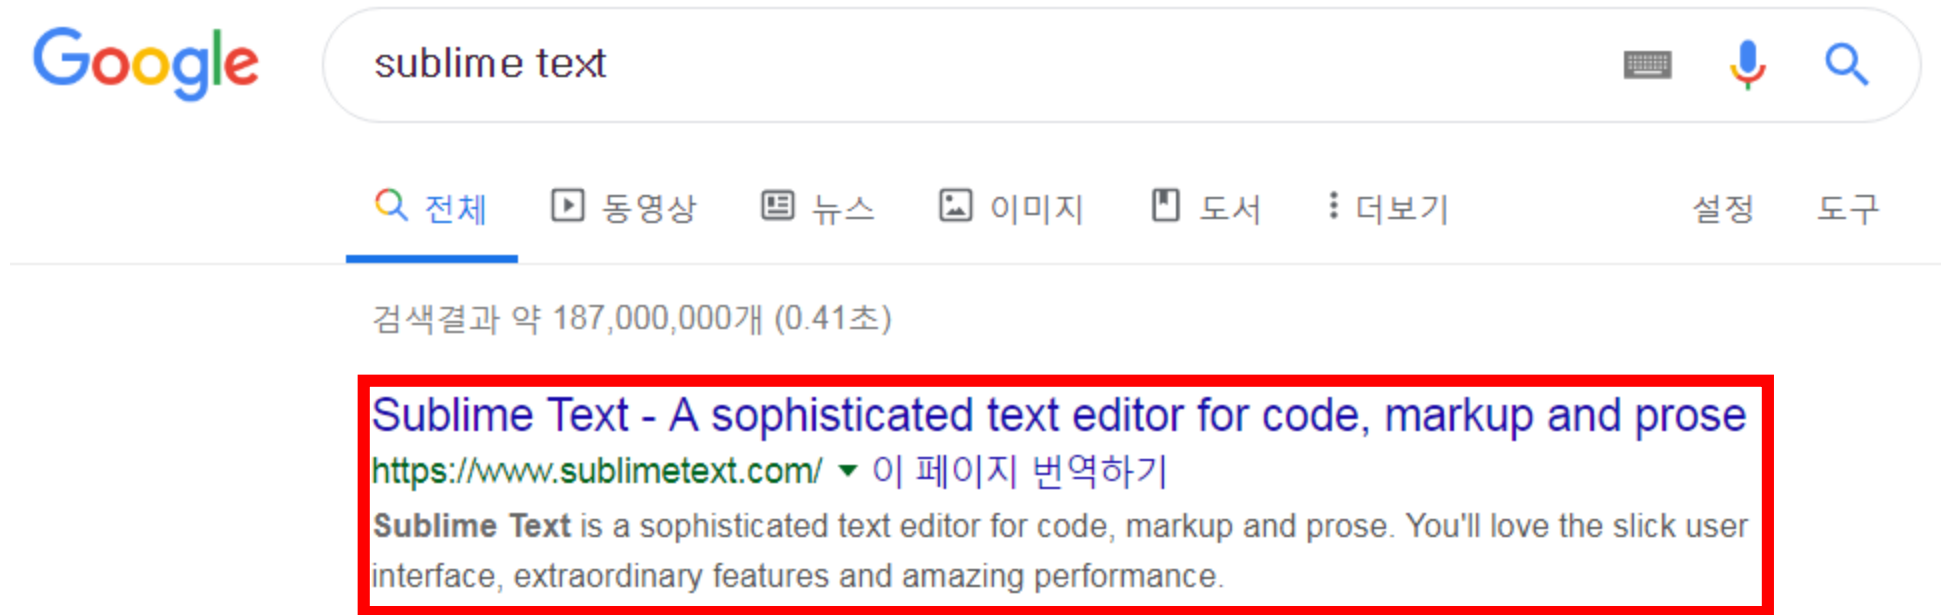 Google sublime text
전체 동영상 뉴스 이미지 도서 더보기 설정 도구
검색결과 약 187,000,000개 (0.41초)
Sublime Text - A sophisticated text editor for code, markup and prose
https://www.sublimetext.com/ ▼ 이 페이지 번역하기
Sublime Text is a sophisticated text editor for code, markup and prose. You'll love the slick user
interface, extraordinary features and amazing performance.